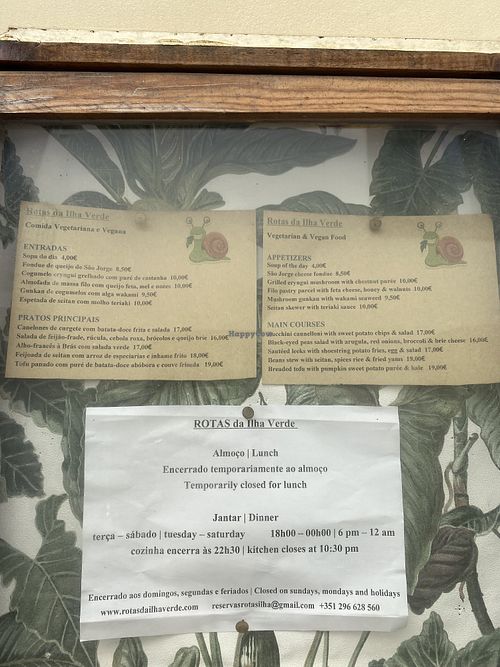 Rotas da Ilha Verde
Comida Vegetariana e Vegana
ENTRADAS
Sopa do dia 4,00€
Fondue de queijo de São Jorge 8,50€
Cogumelo eryngui grelhado com puré de castanha 10,00€
Almofada de massa filo com queijo feta, mel e nozes 10,00€
Gunkan de cogumelos com alga wakami 9,50€
Espetada de seitan com molho teriaki 10,00€
PRATOS PRINCIPAIS
Canelones de curgete com batata-doce frita e salada 17,00€
Salada de feijão-frade, rúcula, cebola roxa, brócolos e queijo brie 16,00€
Alho-francês à Brás com salada verde 17,00€
Feijoada de seitan com arroz de especiarias e inhame frito 18,00€
Tofu panado com puré de batata-doce abóbora e couve frisada 19,00€
Rotas da Ilha Verde
Vegetarian & Vegan Food
APPETIZERS
Soup of the day 4,00€
São Jorge cheese fondue 8,50€
Grilled eryngui mushroom with chestnut purée 10,00€
Filo pastry parcel with feta cheese, honey & walnuts 10,00€
Mushroom gunkan with wakami seaweed 9,50€
Seitan skewer with teriaki sauce 10,00€
MAIN COURSES
Zucchini cannelloni with sweet potato chips & salad 17,00€
Black-eyed peas salad with arugula, red onions, broccoli & brie cheese 16,00€
Sautéed leeks with shoestring potato fries, egg & salad 17,00€
Beans stew with seitan, spices rice & fried yams 18,00€
Breaded tofu with pumpkin sweet potato purée & kale 19,00€
HappyCow
ROTAS da Ilha Verde
Almoço | Lunch
Encerrado temporariamente ao almoço
Temporarily closed for lunch
Jantar | Dinner
terça – sábado | tuesday – saturday 18h00 – 00h00 | 6 pm – 12 am
cozinha encerra às 22h30 | kitchen closes at 10:30 pm
Encerrado aos domingos, segundas e feriados | Closed on sundays, mondays and holidays
www.rotasdailhaverde.com reservasrotasilha@gmail.com +351 296 628 560